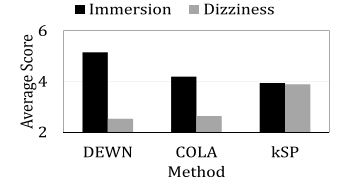 Immersion Dizziness
6
4
2
Average Score
DEWN COLA kSP
Method